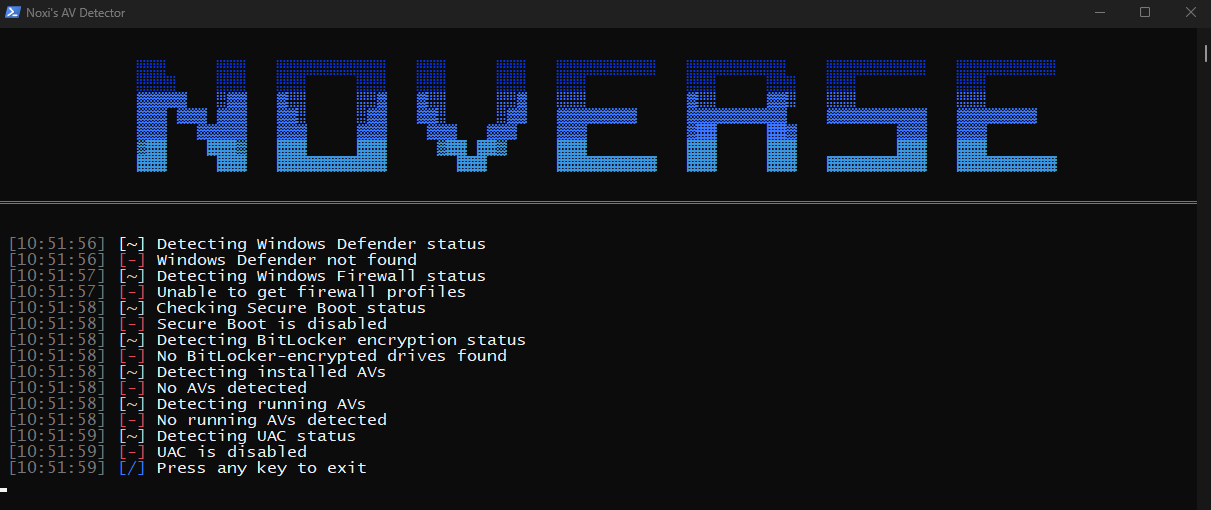 Noxi's AV Detector
NOVERSE
[10:51:56] [~] Detecting Windows Defender status
[10:51:56] [-] Windows Defender not found
[10:51:57] [~] Detecting Windows Firewall status
[10:51:57] [-] Unable to get firewall profiles
[10:51:58] [~] Checking Secure Boot status
[10:51:58] [-] Secure Boot is disabled
[10:51:58] [~] Detecting BitLocker encryption status
[10:51:58] [-] No BitLocker-encrypted drives found
[10:51:58] [~] Detecting installed AVs
[10:51:58] [-] No AVs detected
[10:51:58] [~] Detecting running AVs
[10:51:58] [-] No running AVs detected
[10:51:59] [~] Detecting UAC status
[10:51:59] [-] UAC is disabled
[10:51:59] [/] Press any key to exit